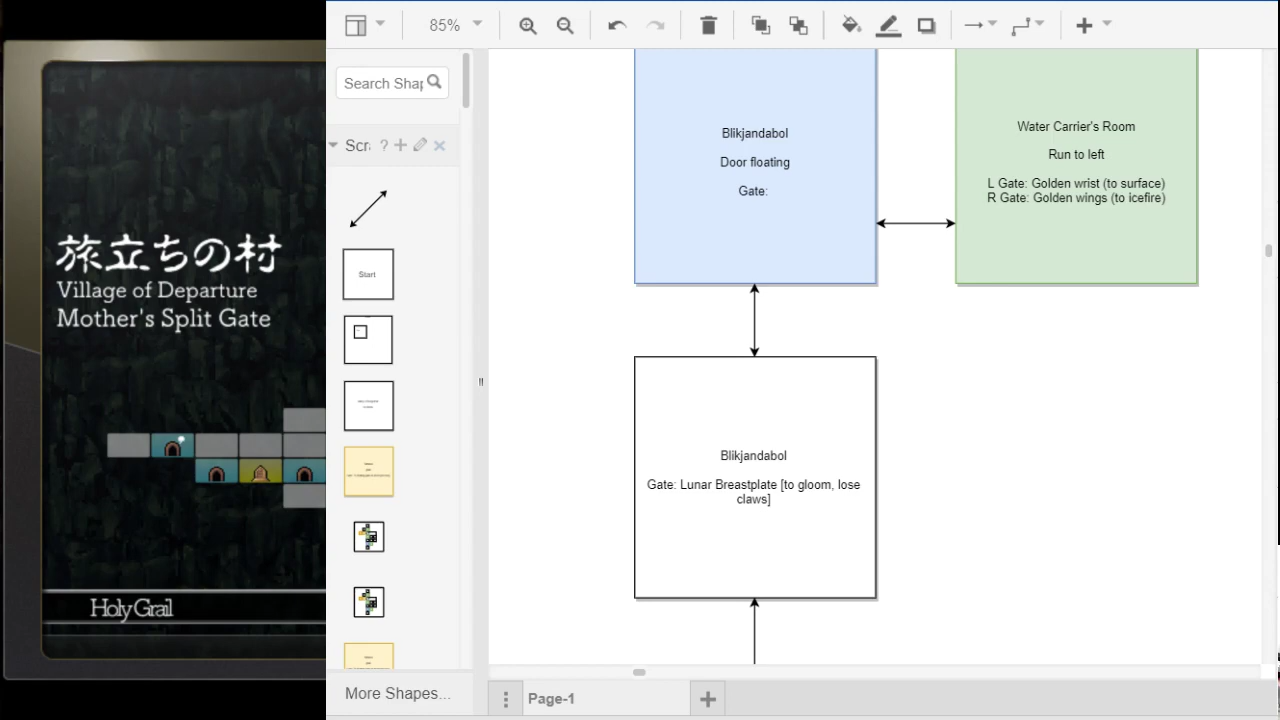 85%
Search Shap
Scr
?
旅立ちの村
Village of Departure
Mother's Split Gate
Holy Grail
Start
More Shapes...
Blikjandabol
Door floating
Gate:
Water Carrier's Room
Run to left
L Gate: Golden wrist (to surface)
R Gate: Golden wings (to icefire)
Blikjandabol
Gate: Lunar Breastplate [to gloom, lose
claws]
Page-1